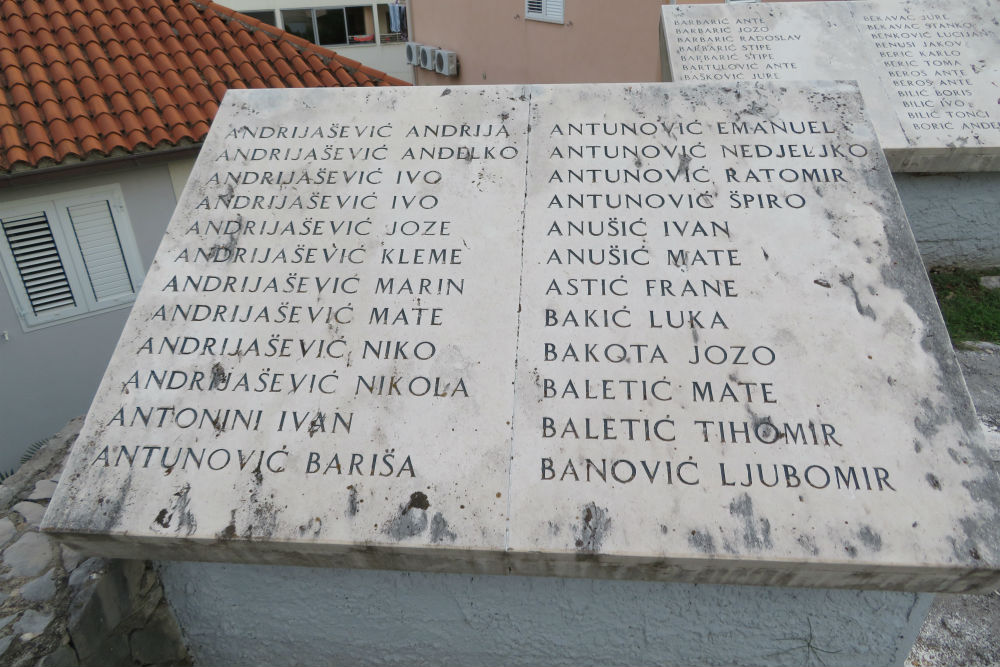 ANDRIJAŠEVIĆ ANDRIJA
ANDRIJAŠEVIĆ ANĐELKO
ANDRIJAŠEVIĆ IVO
ANDRIJAŠEVIĆ IVO
ANDRIJAŠEVIĆ JOZE
ANDRIJAŠEVIĆ KLEME
ANDRIJAŠEVIĆ MARIN
ANDRIJAŠEVIĆ MATE
ANDRIJAŠEVIĆ NIKO
ANDRIJAŠEVIĆ NIKOLA
ANTONINI IVAN
ANTUNOVIĆ BARIŠA
ANTUNOVIĆ EMANUEL
ANTUNOVIĆ NEDJELJKO
ANTUNOVIĆ RATOMIR
ANTUNOVIĆ ŠPIRO
ANUŠIĆ IVAN
ANUŠIĆ MATE
ASTIĆ FRANE
BAKIĆ LUKA
BAKOTA JOZO
BALETIĆ MATE
BALETIĆ TIHOMIR
BANOVIĆ LJUBOMIR
BARBARIĆ ANTE
BARBARIĆ JOZO
BARBARIĆ RADOSLAV
BARBARIĆ STIPE
BARBARIĆ STIPE
BARTULOVIĆ ANTE
BAŠKOVIĆ JURE
BEKAVAC JURE
BEKAVAC STANKO
BENKOVIĆ LUCIJAN
BENUSI JAKOV
BERIĆ KARLO
BERIĆ TOMA
BEROŠ ANTE
BEROŠ ANTE
BILIĆ BORIS
BILIĆ IVO
BILIĆ TONČI
BORIĆ